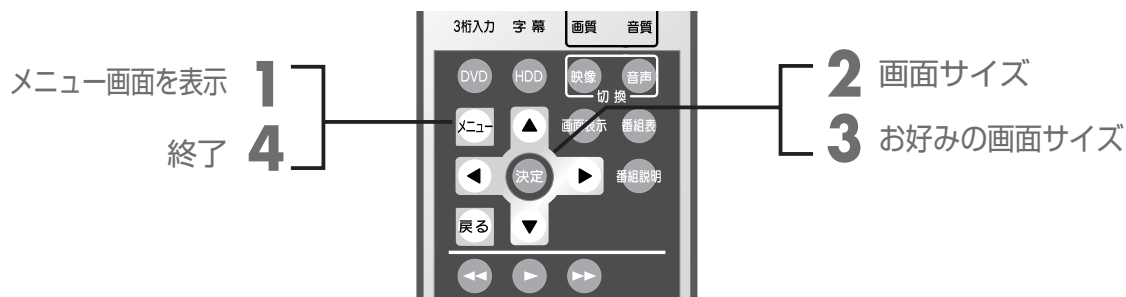 3桁入力 字幕 画質 音質
DVD HDD 映像 音声
切換
メニュー画面を表示 1
2 画面サイズ
メニュー 画面表示 番組表
終了 4
3 お好みの画面サイズ
決定 番組説明
戻る